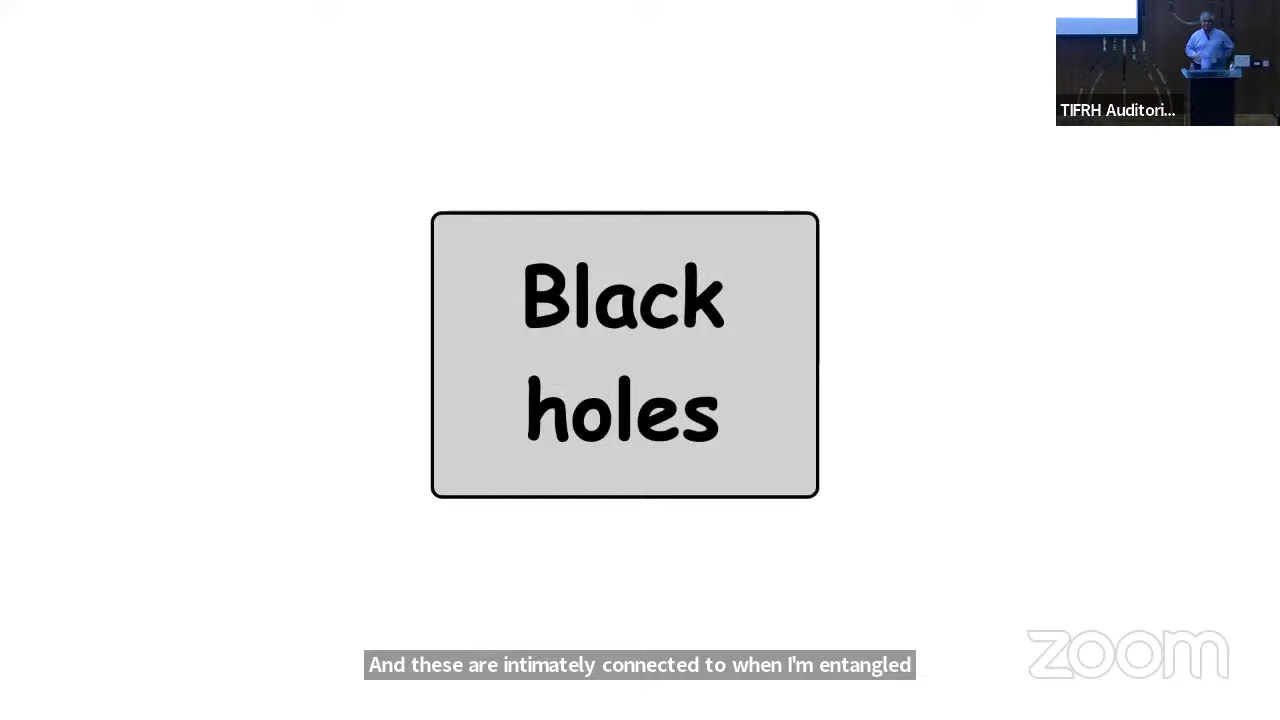 TIFRH Auditori...
Black
holes
And these are intimately connected to when I'm entangled
zoom